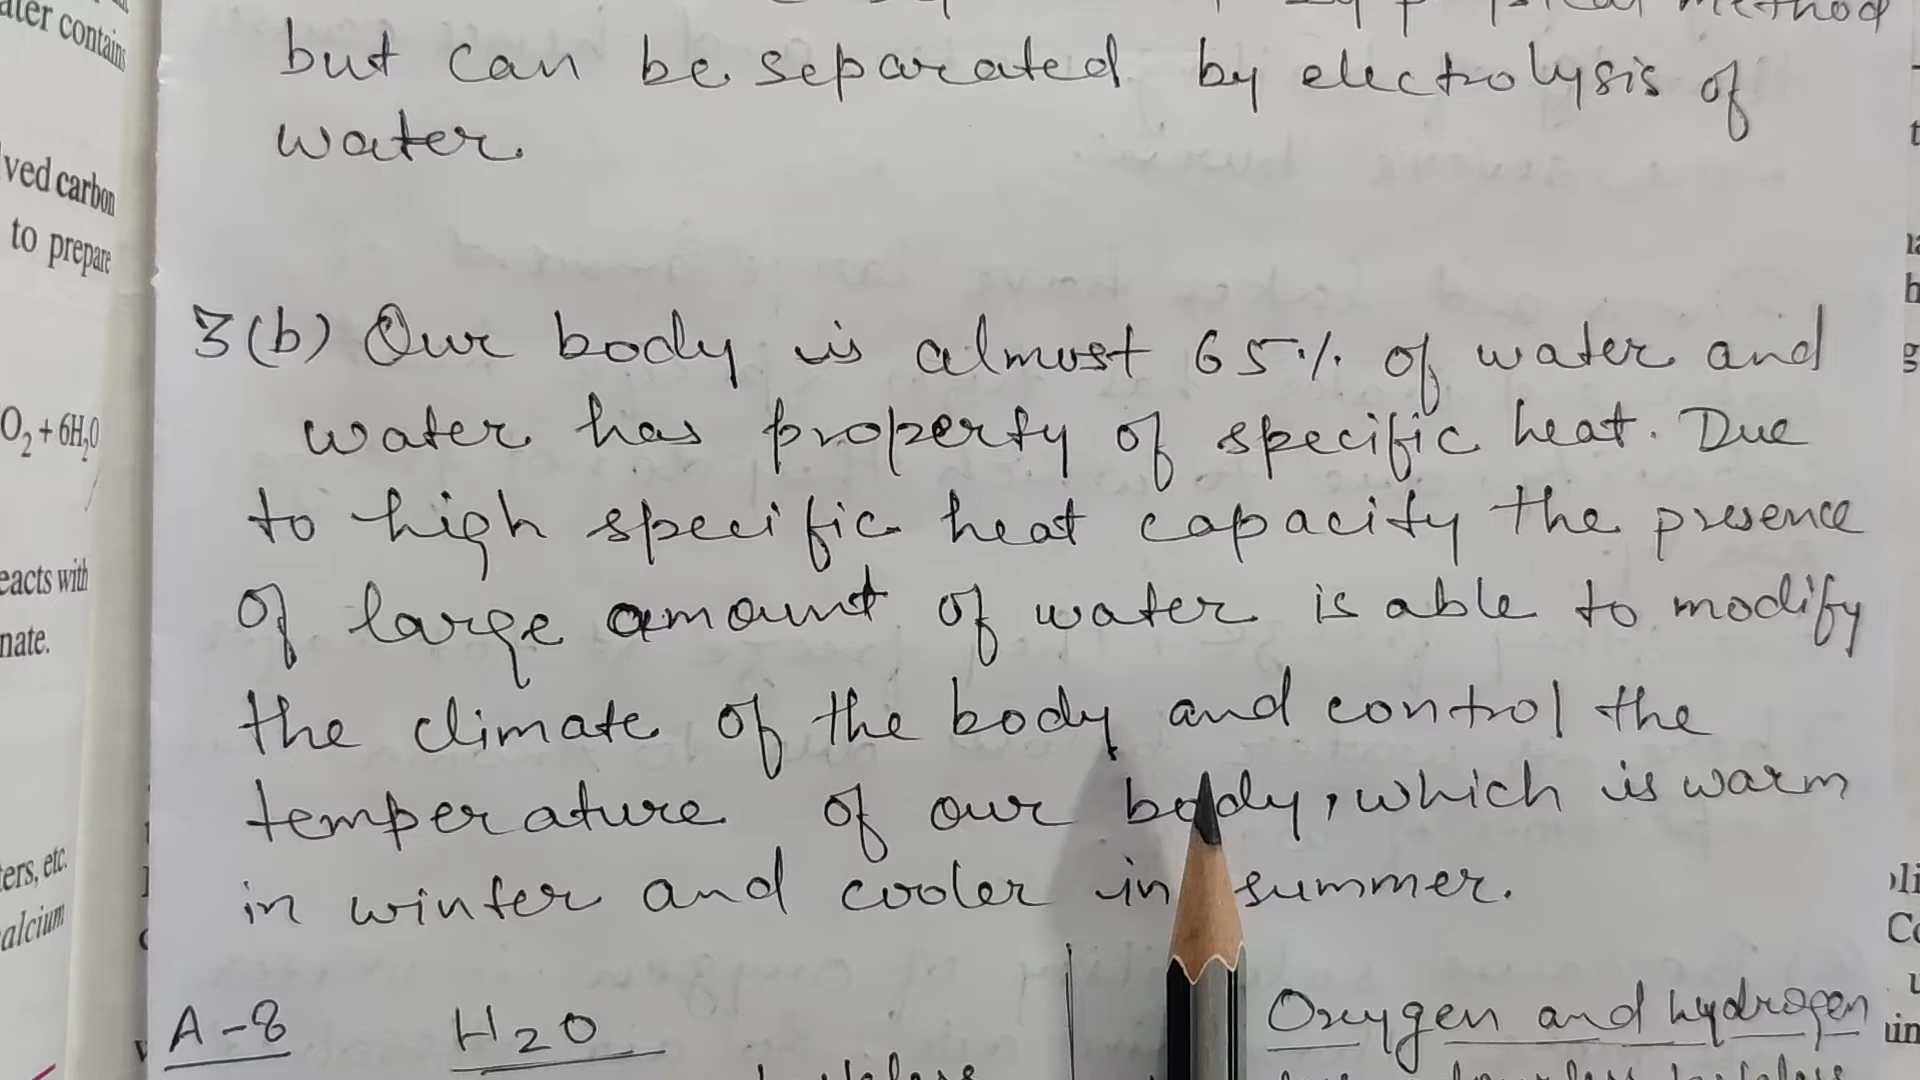 method
but can be separated by electrolysis of
water.
3(b) Our body is almost 65% of water and
water has property of specific heat. Due
to high specific heat capacity the presence
of large amount of water is able to modify
the climate of the body and control the
temperature of our body, which is warm
in winter and cooler in summer.
A-8 H2O Oxygen and hydrogen
contains
ved carbon
to prepare
O2 + 6H2O
eacts with
nate.
ters, etc.
alcium